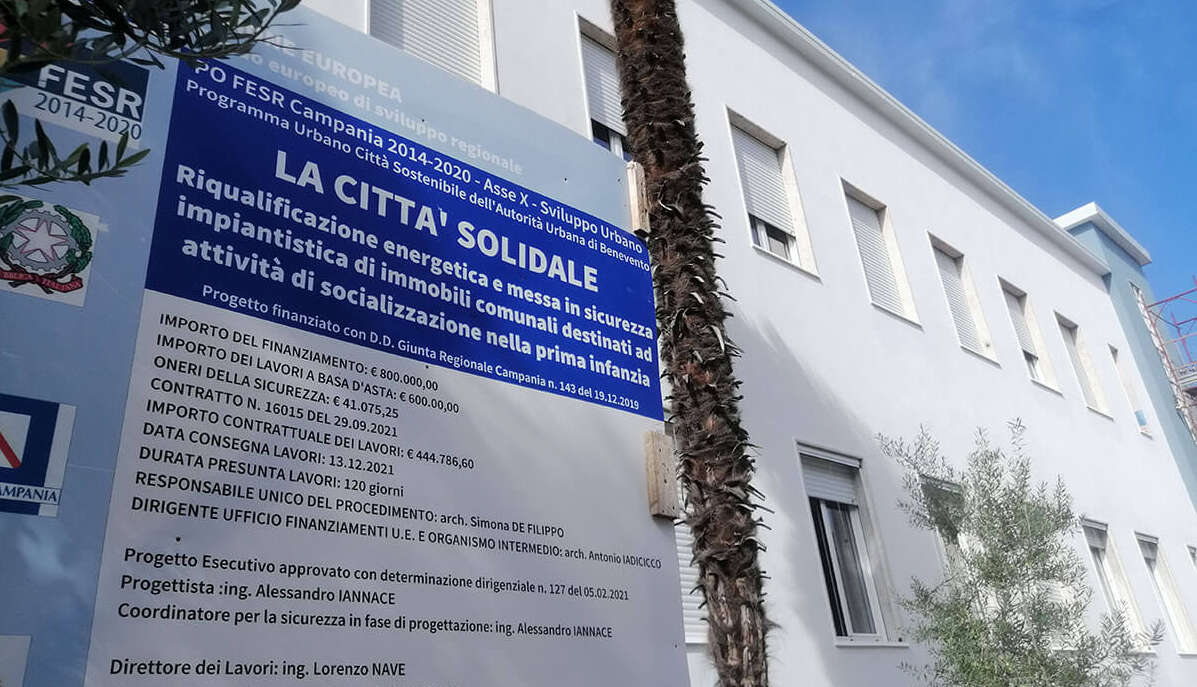 FESR
2014-2020
EUROPEA
europeo di sviluppo regionale
PO FESR Campania 2014-2020 - Asse X - Sviluppo Urbano
Programma Urbano Città Sostenibile dell'Autorità Urbana di Benevento
LA CITTA' SOLIDALE
Riqualificazione energetica e messa in sicurezza
impiantistica di immobili comunali destinati ad
attività di socializzazione nella prima infanzia
Progetto finanziato con D.D. Giunta Regionale Campania n. 143 del 19.12.2019
IMPORTO DEL FINANZIAMENTO: € 800.000,00
IMPORTO DEI LAVORI A BASA D'ASTA: € 600.00,00
ONERI DELLA SICUREZZA: € 41.075,25
CONTRATTO N. 16015 DEL 29.09.2021
IMPORTO CONTRATTUALE DEI LAVORI: € 444.786,60
DATA CONSEGNA LAVORI: 13.12.2021
DURATA PRESUNTA LAVORI: 120 giorni
RESPONSABILE UNICO DEL PROCEDIMENTO: arch. Simona DE FILIPPO
DIRIGENTE UFFICIO FINANZIAMENTI U.E. E ORGANISMO INTERMEDIO: arch. Antonio IADICICCO
Progetto Esecutivo approvato con determinazione dirigenziale n. 127 del 05.02.2021
Progettista :ing. Alessandro IANNACE
Coordinatore per la sicurezza in fase di progettazione: ing. Alessandro IANNACE
Direttore dei Lavori: ing. Lorenzo NAVE
ITALIANA
AMPANIA